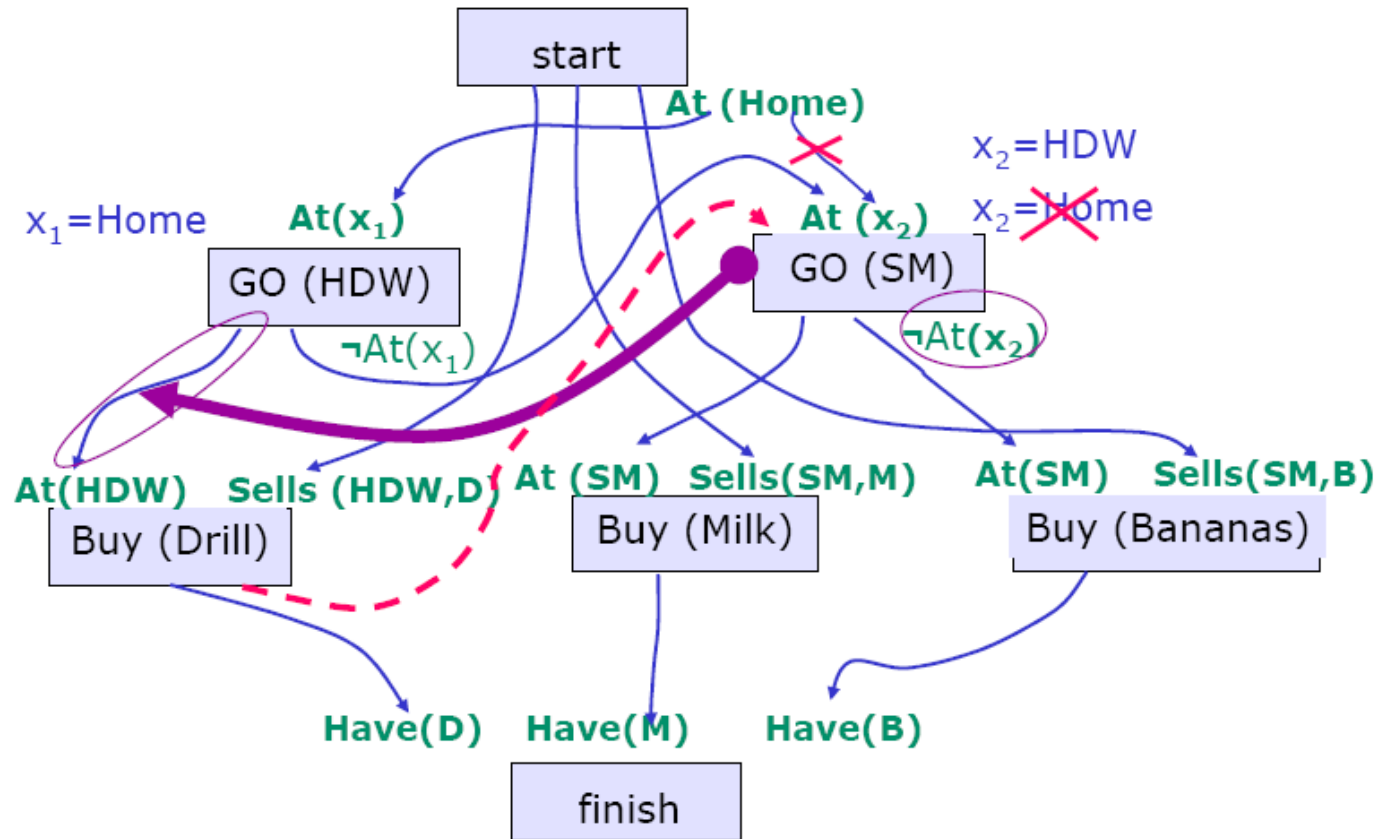 start
At (Home)
x₂=HDW
x₂=Home
x₁=Home
At(x₁)
At (x₂)
GO (HDW)
GO (SM)
¬At(x₁)
¬At(x₂)
At(HDW)
Sells (HDW,D)
At (SM)
Sells(SM,M)
At(SM)
Sells(SM,B)
Buy (Drill)
Buy (Milk)
Buy (Bananas)
Have(D)
Have(M)
Have(B)
finish